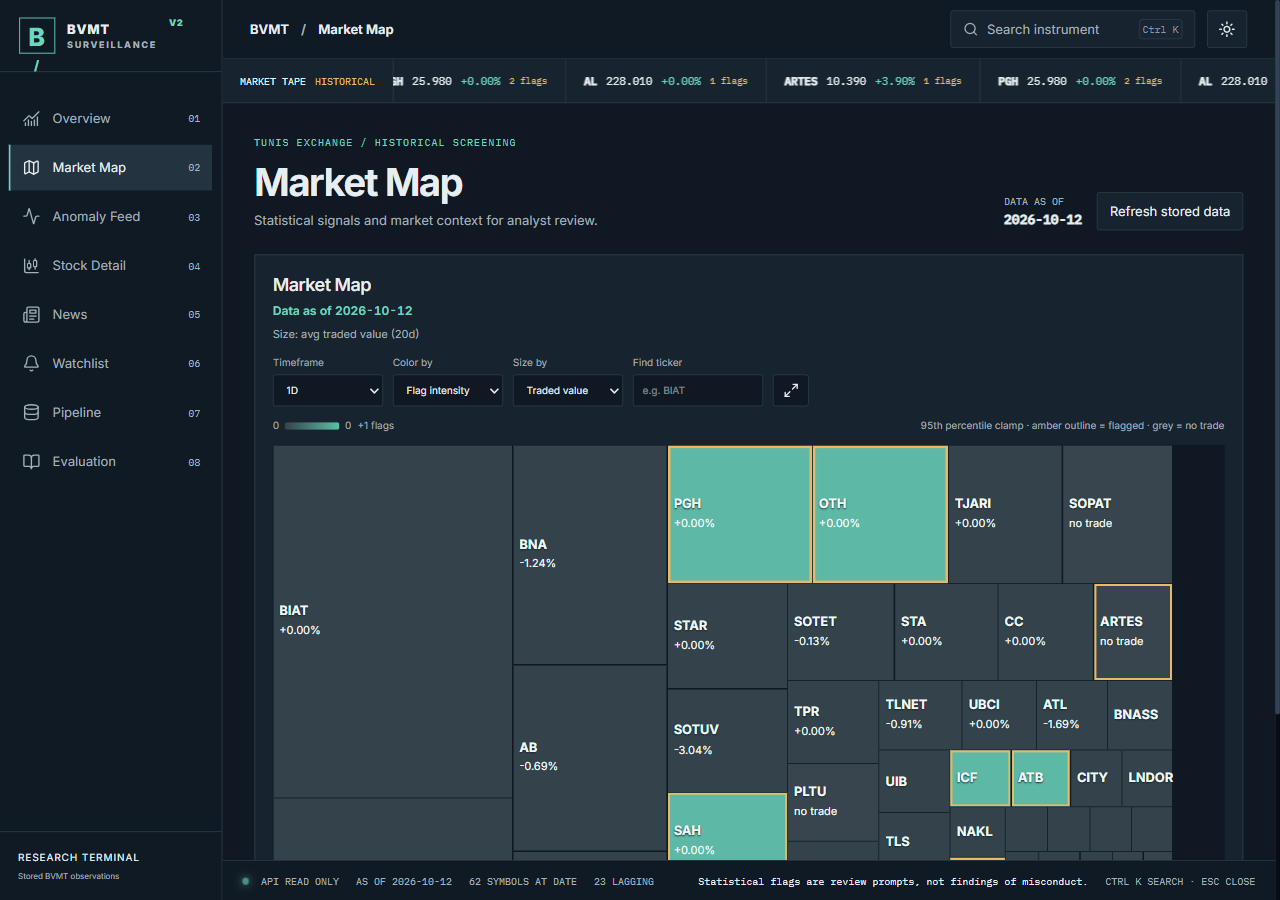 B
BVMT
V2
SURVEILLANCE
/
Overview 01
Market Map 02
Anomaly Feed 03
Stock Detail 04
News 05
Watchlist 06
Pipeline 07
Evaluation 08
RESEARCH TERMINAL
Stored BVMT observations
BVMT / Market Map
Search instrument Ctrl K
MARKET TAPE HISTORICAL
GH 25.980 +0.00% 2 flags AL 228.010 +0.00% 1 flags ARTES 10.390 +3.90% 1 flags PGH 25.980 +0.00% 2 flags AL 228.010
TUNIS EXCHANGE / HISTORICAL SCREENING
Market Map
Statistical signals and market context for analyst review.
DATA AS OF
2026-10-12
Refresh stored data
Market Map
Data as of 2026-10-12
Size: avg traded value (20d)
Timeframe Color by Size by Find ticker
1D Flag intensity Traded value e.g. BIAT
0 0 +1 flags
95th percentile clamp · amber outline = flagged · grey = no trade
BIAT
+0.00%
BNA
-1.24%
AB
-0.69%
PGH
+0.00%
OTH
+0.00%
TJARI
+0.00%
SOPAT
no trade
STAR
+0.00%
SOTET
-0.13%
STA
+0.00%
CC
+0.00%
ARTES
no trade
SOTUV
-3.04%
TPR
+0.00%
TLNET
-0.91%
UBCI
+0.00%
ATL
-1.69%
BNASS
PLTU
no trade
UIB
ICF
ATB
CITY
LNDOR
SAH
+0.00%
TLS
NAKL
API READ ONLY AS OF 2026-10-12 62 SYMBOLS AT DATE 23 LAGGING
Statistical flags are review prompts, not findings of misconduct.
CTRL K SEARCH · ESC CLOSE